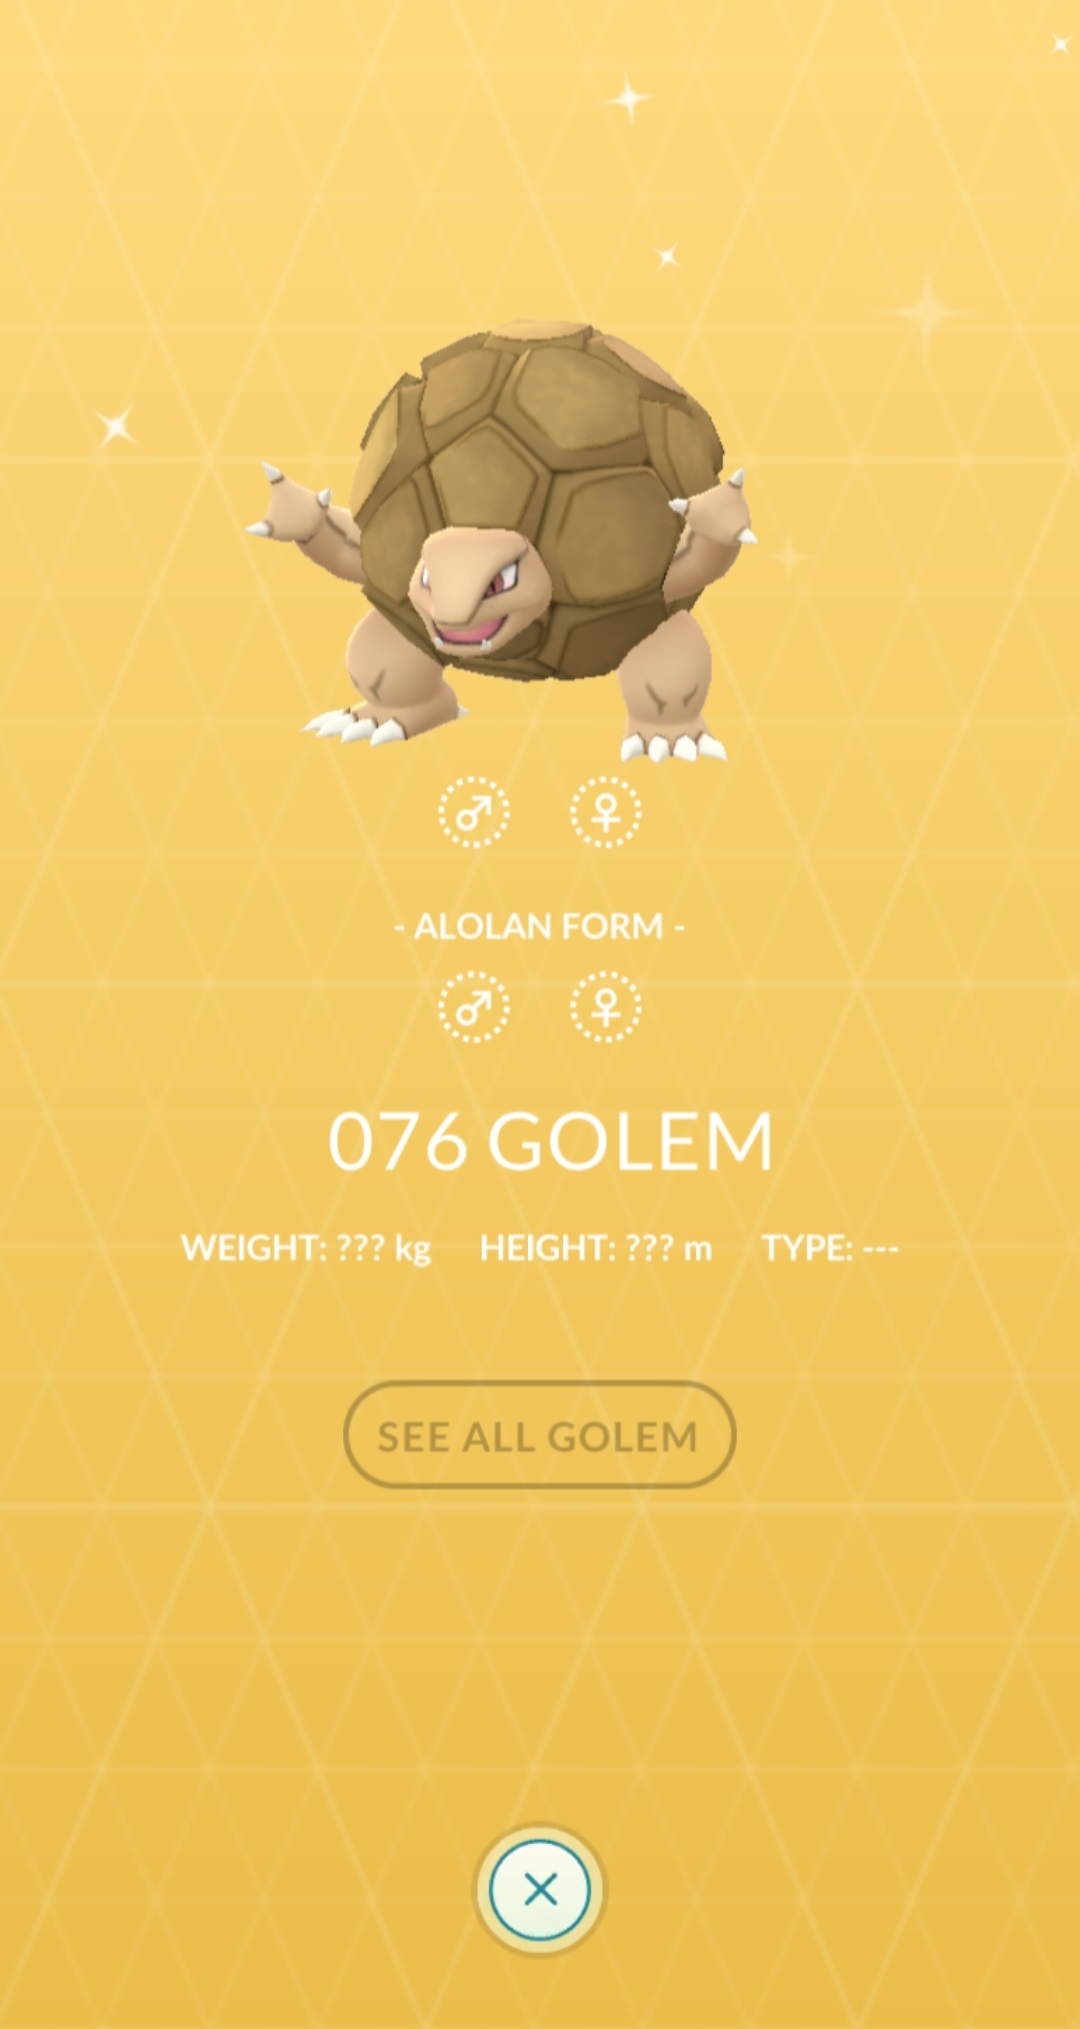 ♂ ♀
- ALOLAN FORM -
♂ ♀
076 GOLEM
WEIGHT: ??? kg HEIGHT: ??? m TYPE: ---
SEE ALL GOLEM